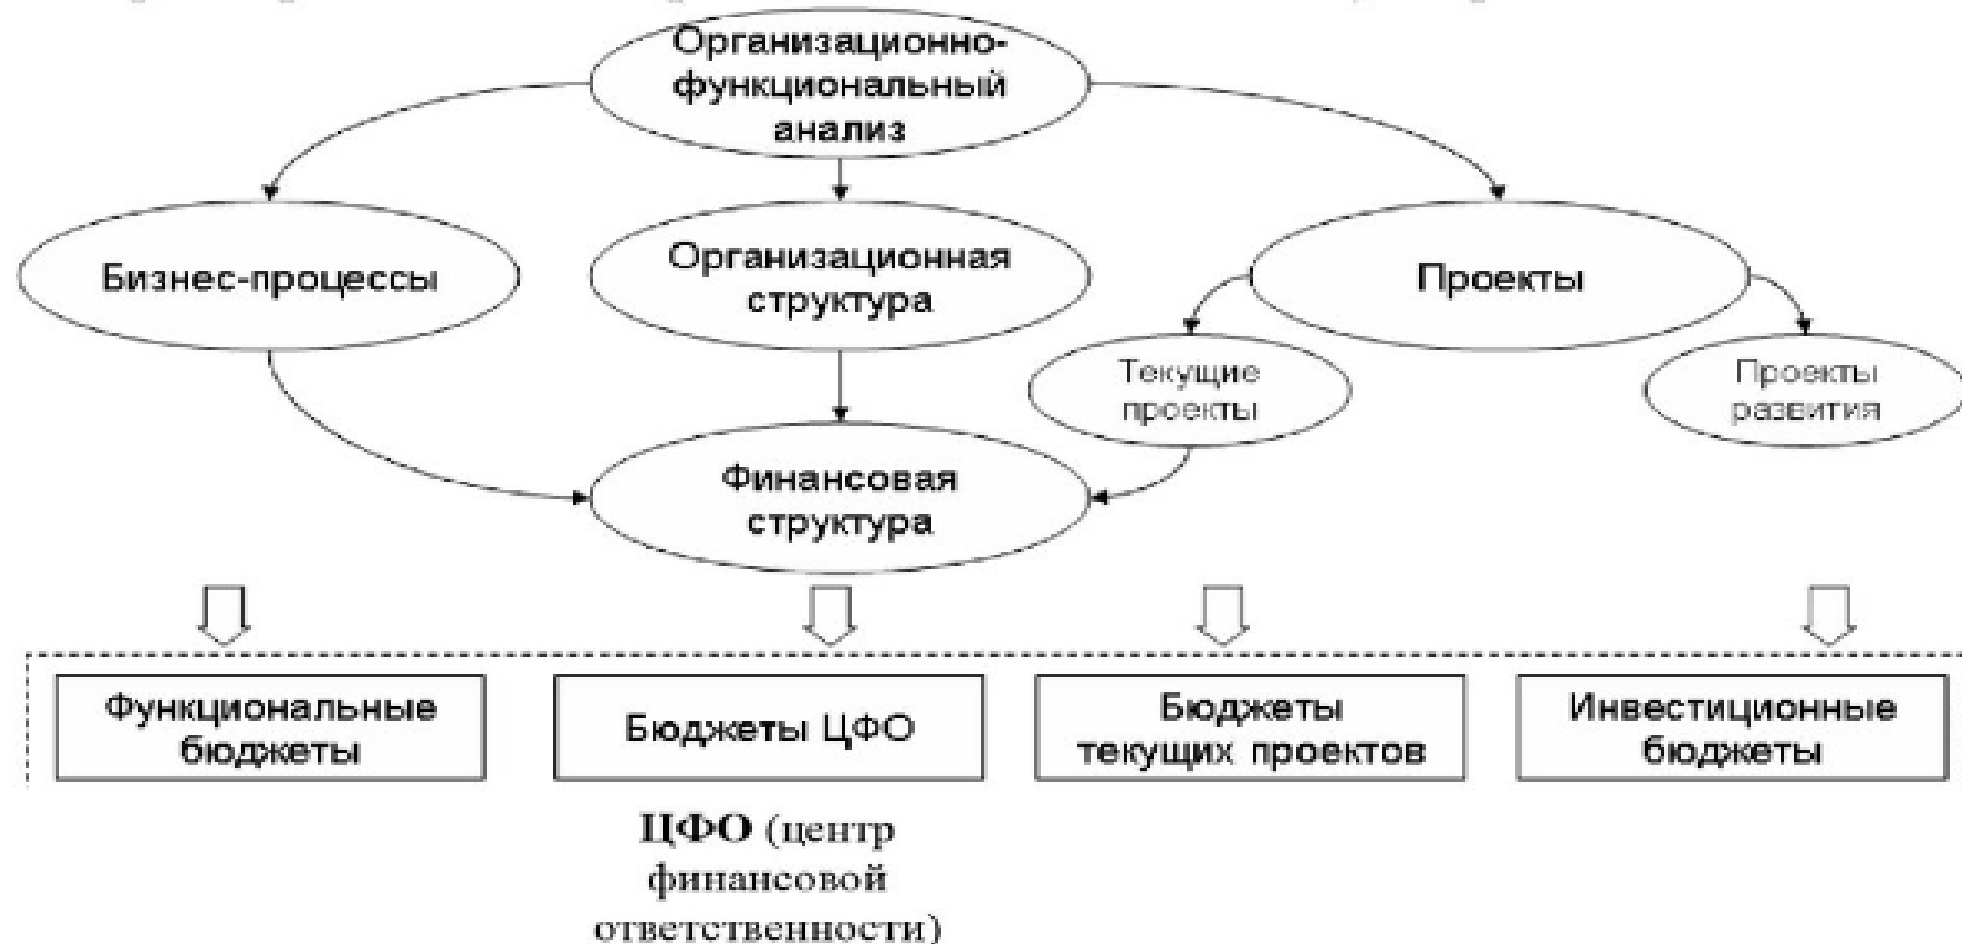 Организационно-
функциональный
анализ
Бизнес-процессы
Организационная
структура
Проекты
Текущие
проекты
Проекты
развития
Финансовая
структура
Функциональные
бюджеты
Бюджеты ЦФО
Бюджеты
текущих проектов
Инвестиционные
бюджеты
ЦФО (центр
финансовой
ответственности)